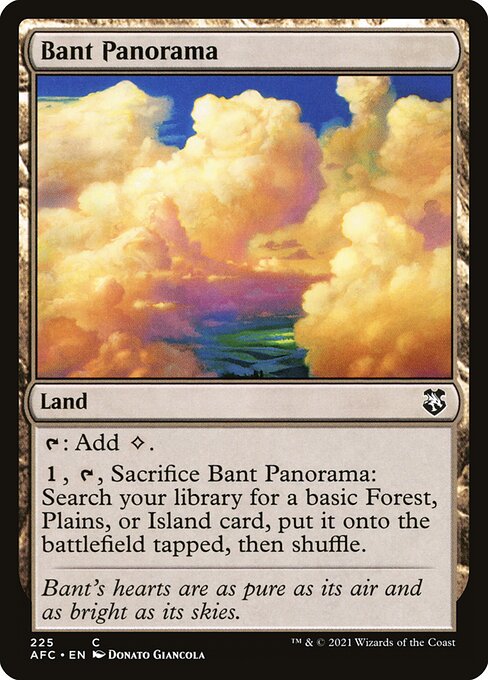 Bant Panorama
Land
: Add .
1, , Sacrifice Bant Panorama:
Search your library for a basic Forest,
Plains, or Island card, put it onto the
battlefield tapped, then shuffle.
Bant's hearts are as pure as its air and
as bright as its skies.
225 C
AFC • EN Donato Giancola
™ & © 2021 Wizards of the Coast